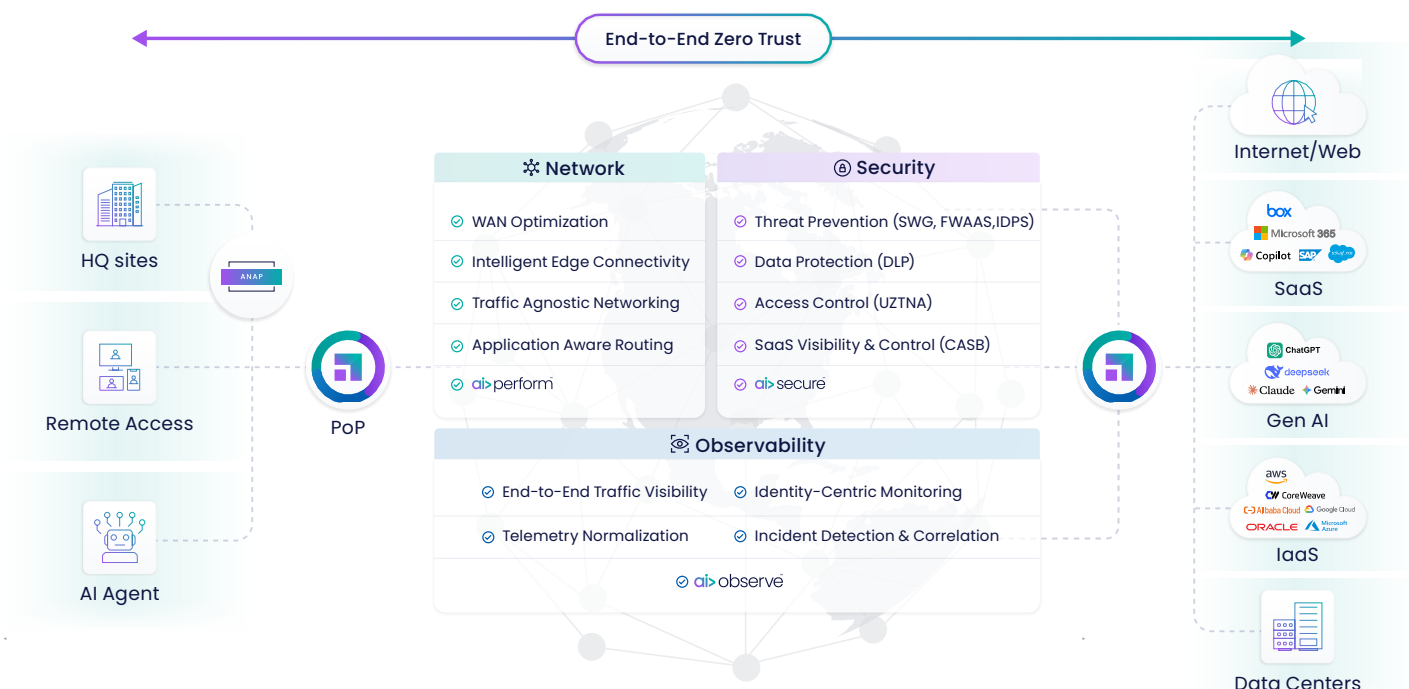 End-to-End Zero Trust
HQ sites
ANAP
Remote Access
AI Agent
PoP
Network
WAN Optimization
Intelligent Edge Connectivity
Traffic Agnostic Networking
Application Aware Routing
ai>perform
Security
Threat Prevention (SWG, FWAAS,IDPS)
Data Protection (DLP)
Access Control (UZTNA)
SaaS Visibility & Control (CASB)
ai>secure
Observability
End-to-End Traffic Visibility
Identity-Centric Monitoring
Telemetry Normalization
Incident Detection & Correlation
ai>observe
Internet/Web
box
Microsoft 365
Copilot
SAP
SaaS
ChatGPT
deepseek
Claude
Gemini
Gen AI
aws
CoreWeave
Alibaba Cloud
Google Cloud
ORACLE
Microsoft
Azure
IaaS
Data Centers